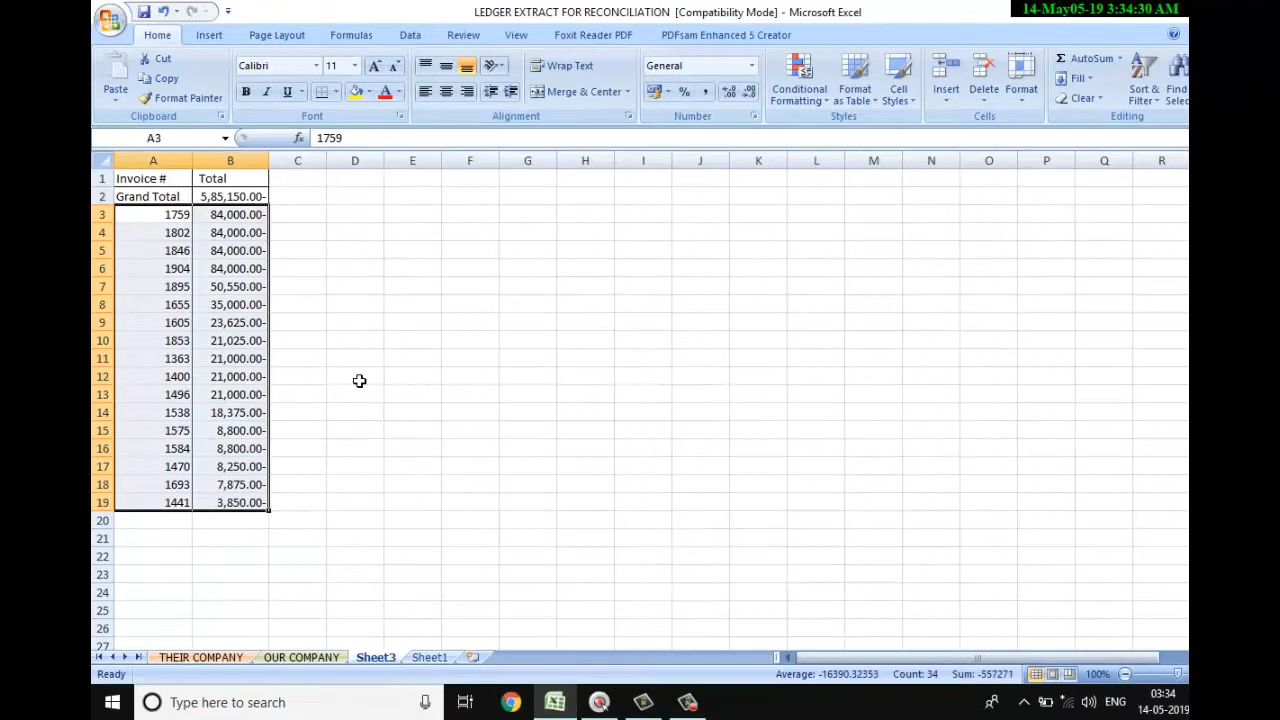 LEDGER EXTRACT FOR RECONCILIATION [Compatibility Mode] - Microsoft Excel
14-May05-19 3:34:30 AM
Home Insert Page Layout Formulas Data Review View Foxit Reader PDF PDFsam Enhanced 5 Creator
Paste Cut Copy Format Painter
Calibri 11 Wrap Text General
B I U A Merge & Center % ,
Conditional Formatting Format as Table Cell Styles Insert Delete Format
Σ AutoSum Fill Clear Sort & Filter
Clipboard Font Alignment Number Styles Cells Editing
A3 fx 1759
A B C D E F G H I J K L M N O P Q R
1 Invoice # Total
2 Grand Total 5,85,150.00-
3 1759 84,000.00-
4 1802 84,000.00-
5 1846 84,000.00-
6 1904 84,000.00-
7 1895 50,550.00-
8 1655 35,000.00-
9 1605 23,625.00-
10 1853 21,025.00-
11 1363 21,000.00-
12 1400 21,000.00-
13 1496 21,000.00-
14 1538 18,375.00-
15 1575 8,800.00-
16 1584 8,800.00-
17 1470 8,250.00-
18 1693 7,875.00-
19 1441 3,850.00-
20
21
22
23
24
25
26
27
THEIR COMPANY OUR COMPANY Sheet3 Sheet1
Ready Average: -16390.32353 Count: 34 Sum: -557271 100%
Type here to search ENG 03:34
14-05-2019